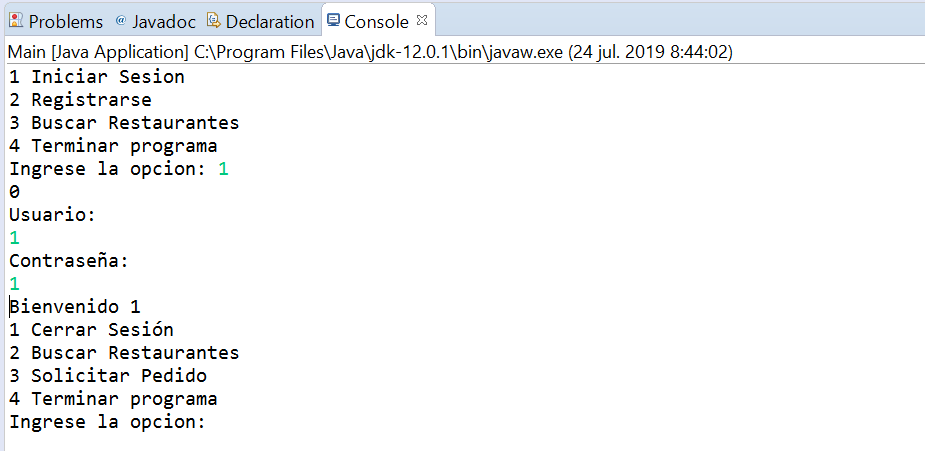 Problems @ Javadoc Declaration Console
Main [Java Application] C:\Program Files\Java\jdk-12.0.1\bin\javaw.exe (24 jul. 2019 8:44:02)
1 Iniciar Sesion
2 Registrarse
3 Buscar Restaurantes
4 Terminar programa
Ingrese la opcion: 1
0
Usuario:
1
Contraseña:
1
Bienvenido 1
1 Cerrar Sesión
2 Buscar Restaurantes
3 Solicitar Pedido
4 Terminar programa
Ingrese la opcion: